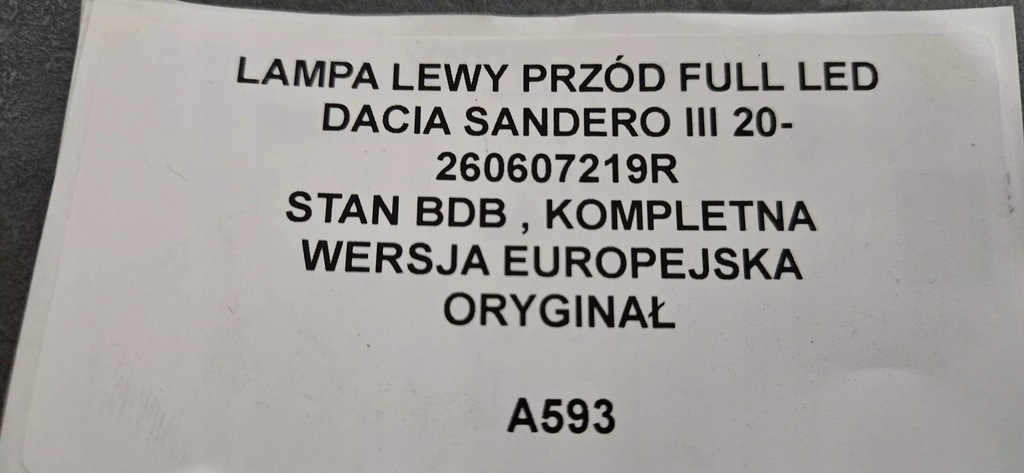 LAMPA LEWY PRZÓD FULL LED
DACIA SANDERO III 20-
260607219R
STAN BDB , KOMPLETNA
WERSJA EUROPEJSKA
ORYGINAŁ
A593